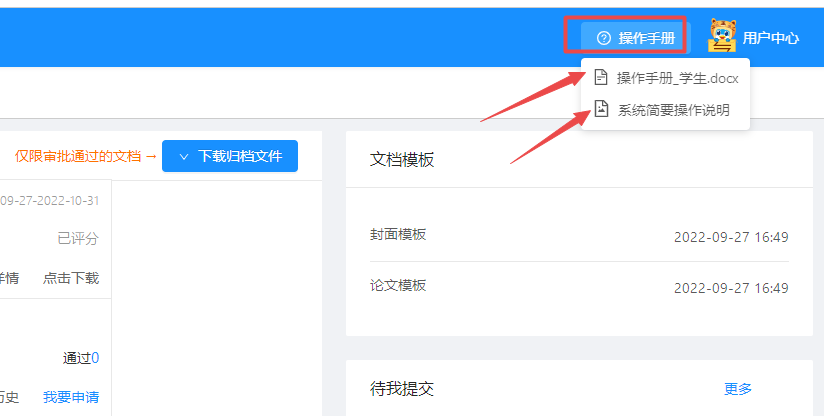 操作手册
用户中心
操作手册_学生.docx
系统简要操作说明
仅限审批通过的文档 →
下载归档文件
文档模板
09-27-2022-10-31
已评分
封面模板
2022-09-27 16:49
详情
点击下载
论文模板
2022-09-27 16:49
通过0
待我提交
更多
历史
我要申请